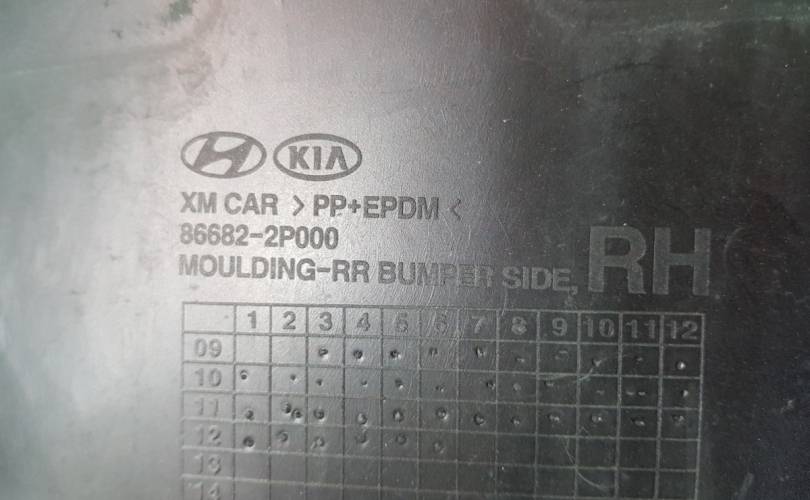 KIA
XM CAR > PP+EPDM <
86682-2P000
MOULDING-RR BUMPER SIDE, RH
1 2 3 4 5 6 7 8 9 10 11 12
09
10
11
12
13
14